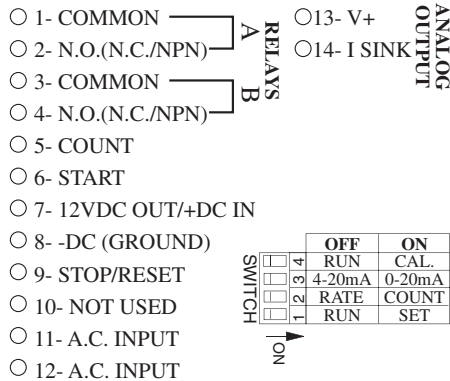 1- COMMON
2- N.O.(N.C./NPN)
A
3- COMMON
4- N.O.(N.C./NPN)
B
RELAYS
5- COUNT
6- START
7- 12VDC OUT/+DC IN
8- -DC (GROUND)
9- STOP/RESET
10- NOT USED
11- A.C. INPUT
12- A.C. INPUT
13- V+
14- I SINK
ANALOG
OUTPUT
SWITCH
OFF ON
4 RUN CAL.
3 4-20mA 0-20mA
2 RATE COUNT
1 RUN SET
ON